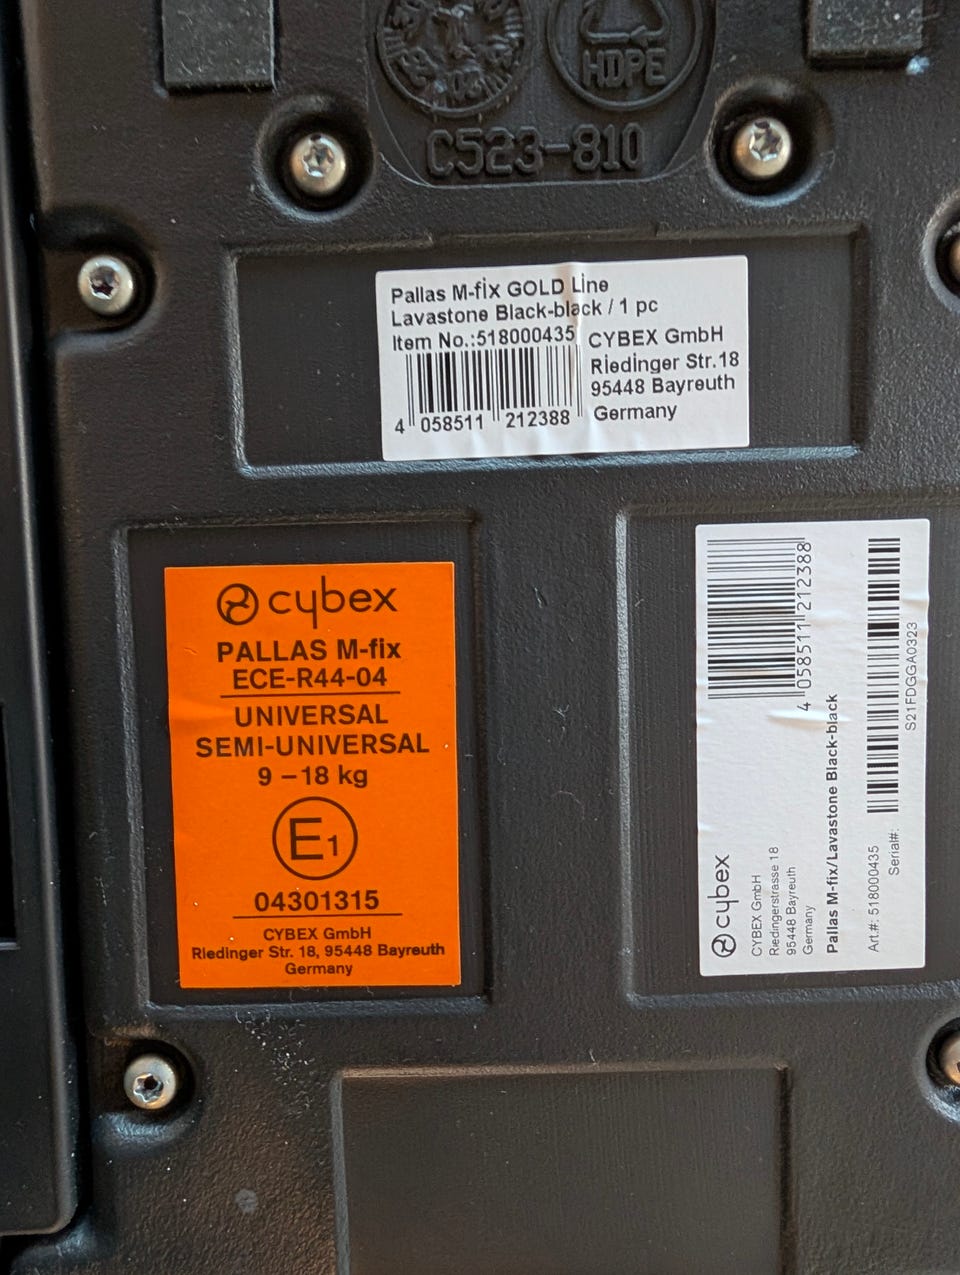 HDPE
C523-810
Pallas M-fix GOLD Line
Lavastone Black-black / 1 pc
Item No.:518000435
CYBEX GmbH
Riedinger Str.18
95448 Bayreuth
Germany
4 058511 212388
cybex
PALLAS M-fix
ECE-R44-04
UNIVERSAL
SEMI-UNIVERSAL
9 – 18 kg
E1
04301315
CYBEX GmbH
Riedinger Str. 18, 95448 Bayreuth
Germany
cybex
CYBEX GmbH
Riedingerstrasse 18
95448 Bayreuth
Germany
4 058511 212388
Pallas M-fix/Lavastone Black-black
Art.#: 518000435
Serial#:
S21FDGGA0323